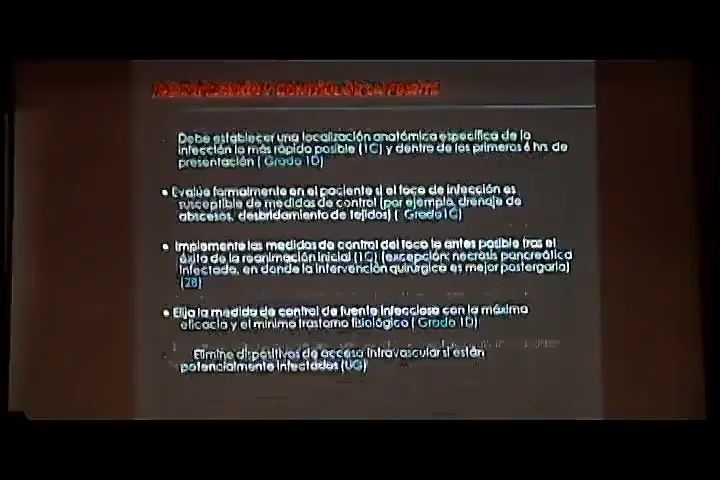 Y CONTROL DE LA FUENTE
Debe establecer una localización anatómica específica de la
infección lo más rápido posible (1C) y dentro de las primeras 6 hrs de
presentación ( Grado 1D)
• Evalúe formalmente en el paciente si el foco de infección es
susceptible de medidas de control (por ejemplo, drenaje de
abscesos, desbridamiento de tejidos) ( Grado1C)
• Implemente las medidas de control del foco lo antes posible tras el
éxito de la reanimación inicial (1C) (excepción: necrosis pancreática
infectada, en donde la intervención quirúrgica es mejor postergarla)
(2B)
• Elija la medida de control de fuente infecciosa con la máxima
eficacia y el mínimo trastorno fisiológico ( Grado 1D)
Elimine dispositivos de acceso intravascular si están
potencialmente infectados (UG)